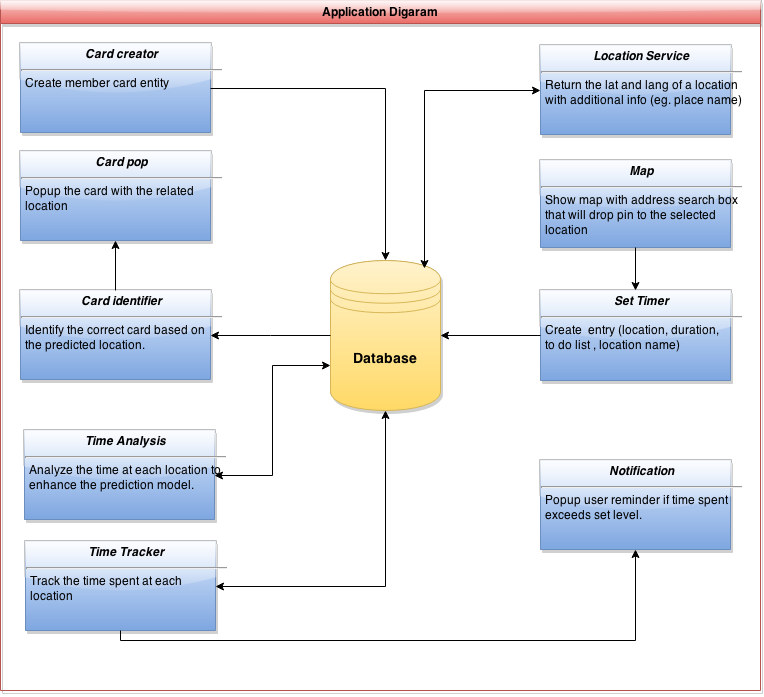 Application Digaram
Card creator
Create member card entity
Card pop
Popup the card with the related
location
Card identifier
Identify the correct card based on
the predicted location.
Time Analysis
Analyze the time at each location to
enhance the prediction model.
Time Tracker
Track the time spent at each
location
Database
Location Service
Return the lat and lang of a location
with additional info (eg. place name)
Map
Show map with address search box
that will drop pin to the selected
location
Set Timer
Create  entry (location, duration,
to do list , location name)
Notification
Popup user reminder if time spent
exceeds set level.